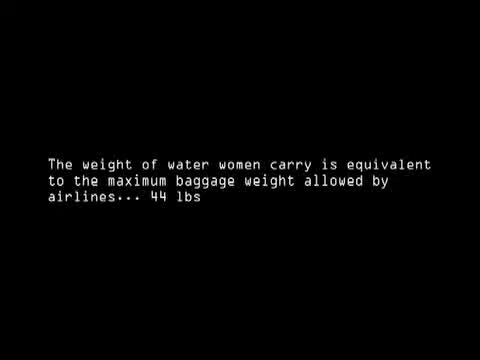 The weight of water women carry is equivalent
to the maximum baggage weight allowed by
airlines... 44 lbs